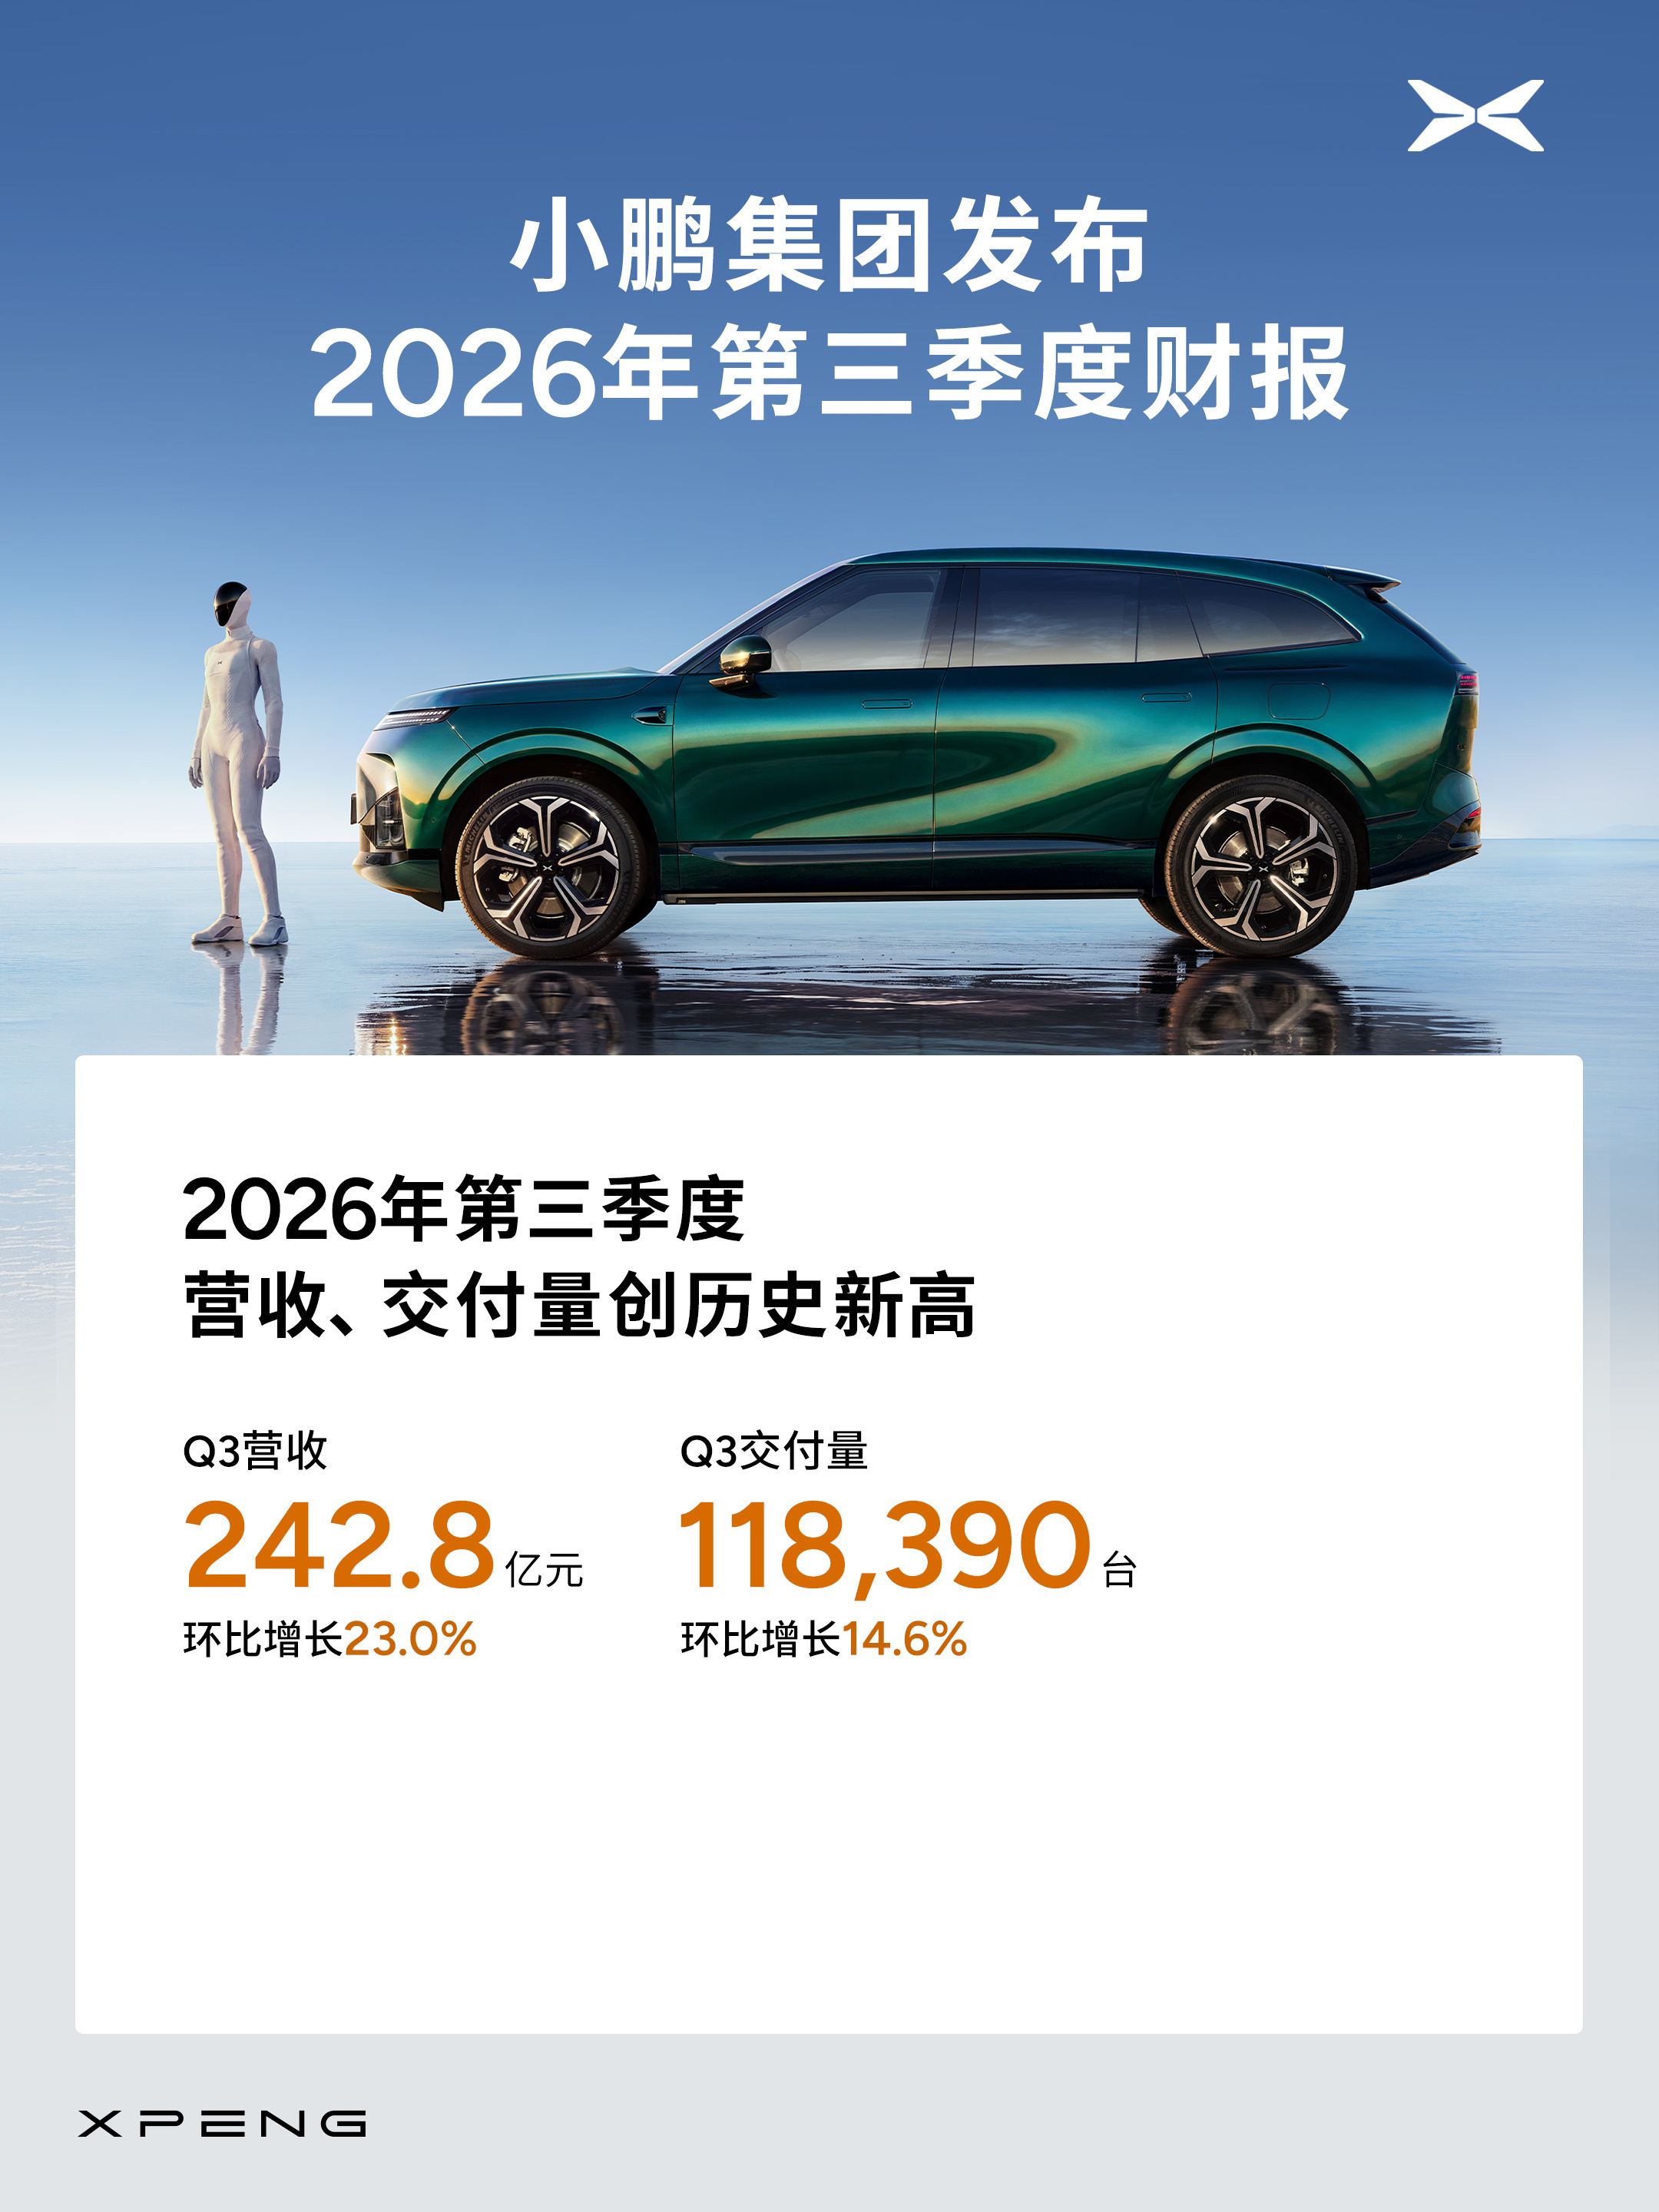 小鹏集团发布
2026年第三季度财报
2026年第三季度
营收、交付量创历史新高
Q3营收
242.8亿元
环比增长23.0%
Q3交付量
118,390台
环比增长14.6%
XPENG